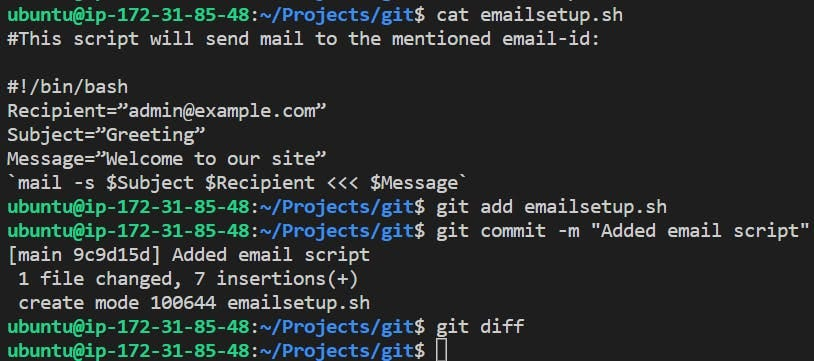 ubuntu@ip-172-31-85-48:~/Projects/git$ cat emailsetup.sh
#This script will send mail to the mentioned email-id:
#!/bin/bash
Recipient=”admin@example.com”
Subject=”Greeting”
Message=”Welcome to our site”
`mail -s $Subject $Recipient <<< $Message`
ubuntu@ip-172-31-85-48:~/Projects/git$ git add emailsetup.sh
ubuntu@ip-172-31-85-48:~/Projects/git$ git commit -m "Added email script"
[main 9c9d15d] Added email script
 1 file changed, 7 insertions(+)
 create mode 100644 emailsetup.sh
ubuntu@ip-172-31-85-48:~/Projects/git$ git diff
ubuntu@ip-172-31-85-48:~/Projects/git$